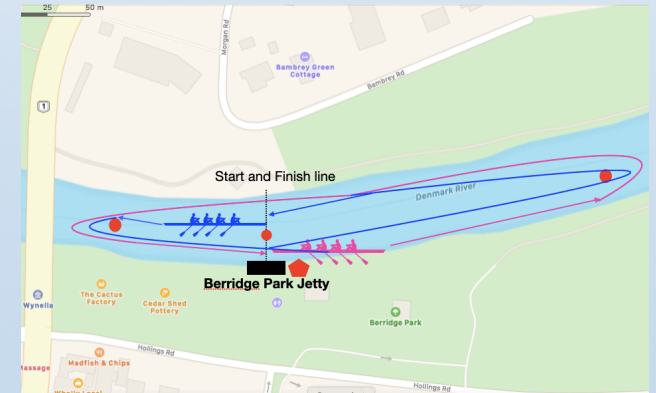 25
50 m
Morgan Rd
Bambrey Green
Cottage
Bambrey Rd
1
Start and Finish line
Denmark River
Berridge Park Jetty
The Cactus
Factory
Cedar Shed
Pottery
Wynella
Berridge Park
Hollings Rd
Massage
Madfish & Chips
Hollings Rd